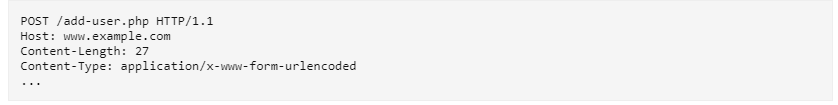 POST /add-user.php HTTP/1.1
Host: www.example.com
Content-Length: 27
Content-Type: application/x-www-form-urlencoded
...